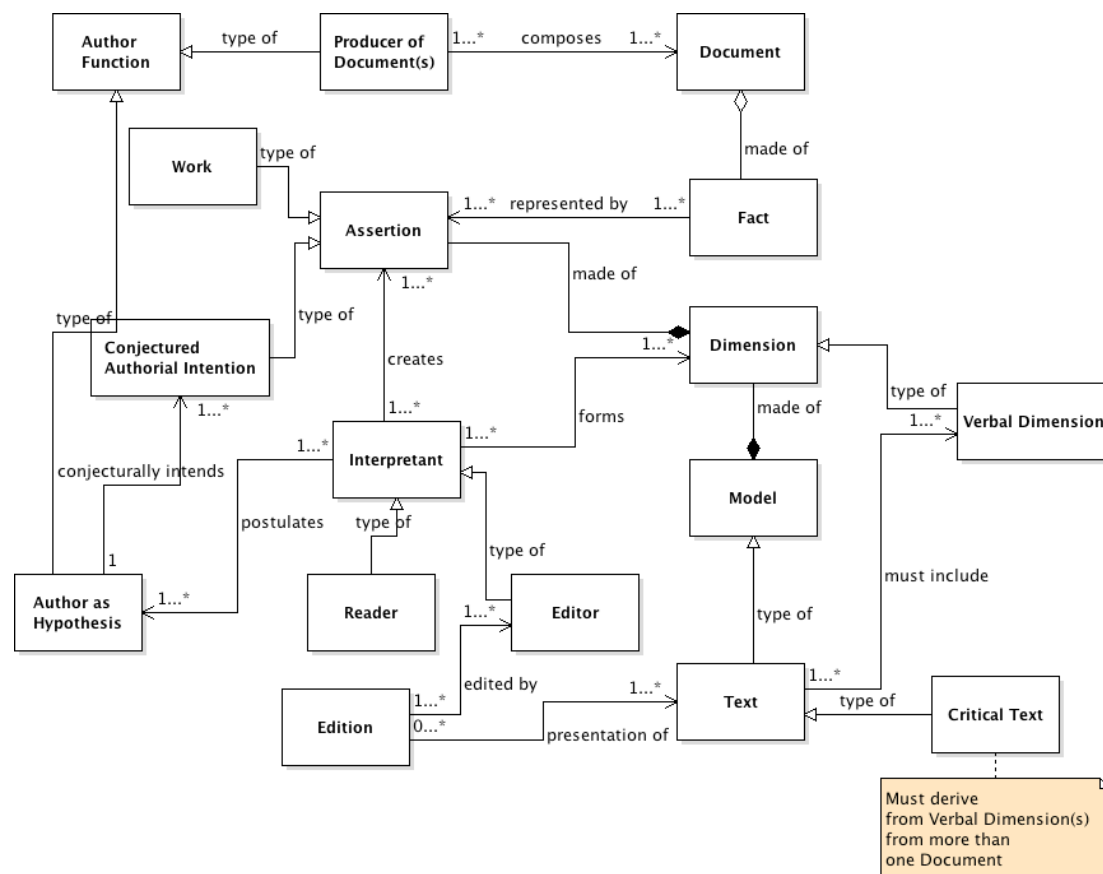 Author
Function
type of
Producer of
Document(s)
1...*
composes
1...*
Document
made of
Work
type of
Assertion
1...*
represented by
1...*
Fact
made of
type of
Conjectured
Authorial Intention
type of
1...*
creates
1...*
1...*
Dimension
type of
made of
forms
1...*
Verbal Dimension
1...*
conjecturally intends
1...*
Interpretant
1...*
Model
postulates
type of
type of
must include
1
Author as
Hypothesis
1...*
Reader
1...*
Editor
type of
edited by
Edition
1...*
0...*
1...*
presentation of
Text
1...*
type of
Critical Text
Must derive
from Verbal Dimension(s)
from more than
one Document